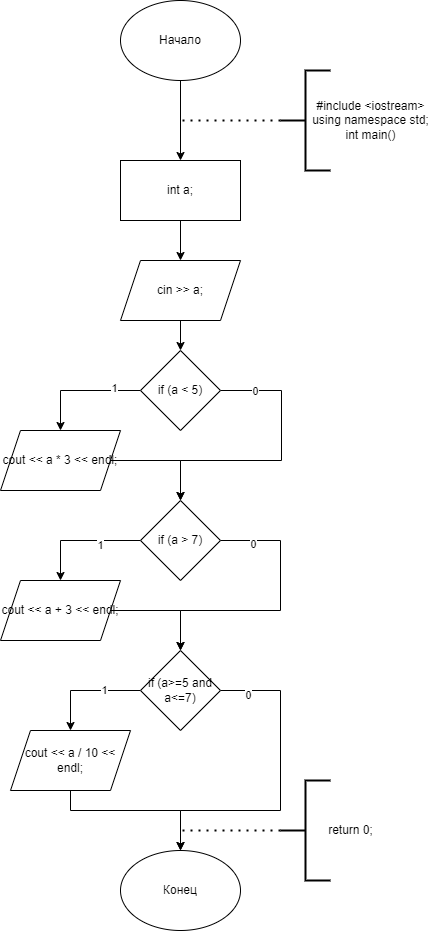 Начало
#include <iostream>
using namespace std;
int main()
int a;
cin >> a;
if (a < 5)
1
0
cout << a * 3 << endl;
if (a > 7)
1
0
cout << a + 3 << endl;
if (a>=5 and
a<=7)
1
0
cout << a / 10 <<
endl;
return 0;
Конец